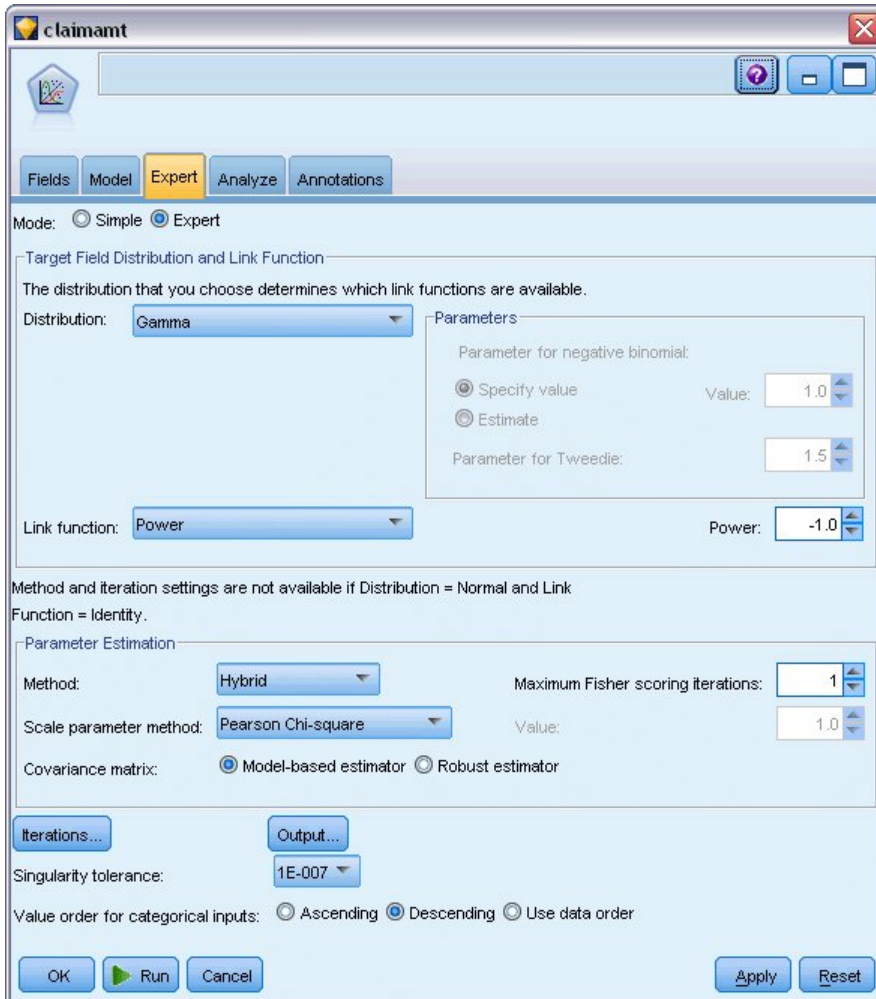 claimamt
Fields Model Expert Analyze Annotations
Mode: Simple Expert
Target Field Distribution and Link Function
The distribution that you choose determines which link functions are available.
Distribution: Gamma
Parameters
Parameter for negative binomial:
Specify value Value: 1.0
Estimate
Parameter for Tweedie: 1.5
Link function: Power Power: -1.0
Method and iteration settings are not available if Distribution = Normal and Link
Function = Identity.
Parameter Estimation
Method: Hybrid Maximum Fisher scoring iterations: 1
Scale parameter method: Pearson Chi-square Value: 1.0
Covariance matrix: Model-based estimator Robust estimator
Iterations... Output...
Singularity tolerance: 1E-007
Value order for categorical inputs: Ascending Descending Use data order
OK Run Cancel Apply Reset